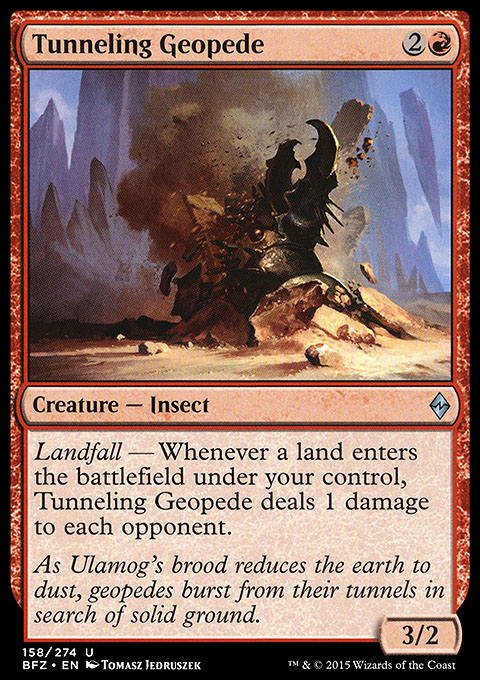 Tunneling Geopede 2
Creature — Insect
Landfall — Whenever a land enters
the battlefield under your control,
Tunneling Geopede deals 1 damage
to each opponent.
As Ulamog's brood reduces the earth to
dust, geopedes burst from their tunnels in
search of solid ground.
3/2
158/274 U
BFZ • EN Tomasz Jedruszek
™ & © 2015 Wizards of the Coast